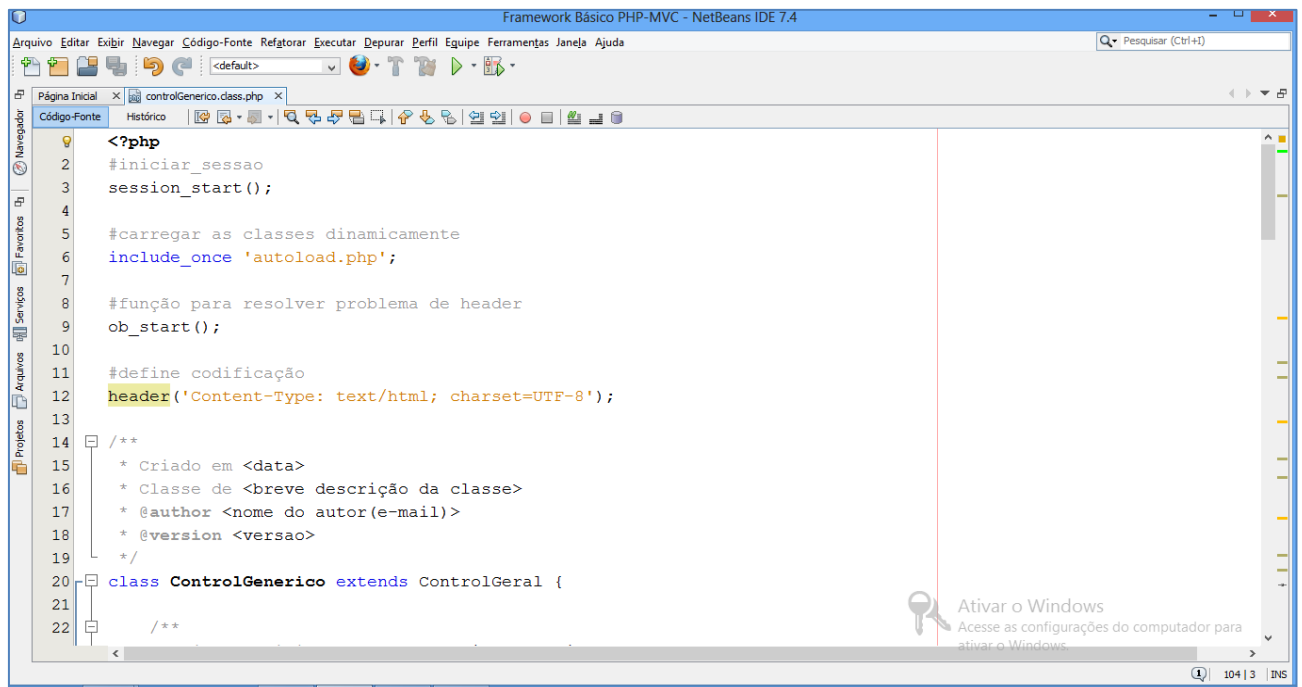 Framework Básico PHP-MVC - NetBeans IDE 7.4
Arquivo Editar Exibir Navegar Código-Fonte Refatorar Executar Depurar Perfil Equipe Ferramentas Janela Ajuda
Pesquisar (Ctrl+I)
<default>
Página Inicial
controlGenerico.class.php
Código-Fonte Histórico
Navegador
Favoritos
Serviços
Arquivos
Projetos
<?php
2 #iniciar_sessao
3 session_start();
4
5 #carregar as classes dinamicamente
6 include_once 'autoload.php';
7
8 #função para resolver problema de header
9 ob_start();
10
11 #define codificação
12 header('Content-Type: text/html; charset=UTF-8');
13
14 /**
15 * Criado em <data>
16 * Classe de <breve descrição da classe>
17 * @author <nome do autor(e-mail)>
18 * @version <versao>
19 */
20 class ControlGenerico extends ControlGeral {
21
22 /**
Ativar o Windows
Acesse as configurações do computador para
ativar o Windows.
1 104|3 INS